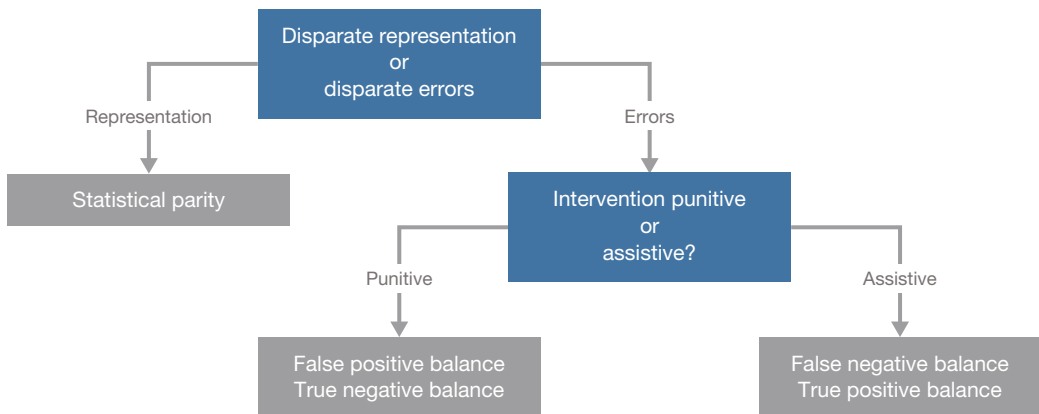 Disparate representation
or
disparate errors
Representation
Errors
Statistical parity
Intervention punitive
or
assistive?
Punitive
Assistive
False positive balance
True negative balance
False negative balance
True positive balance